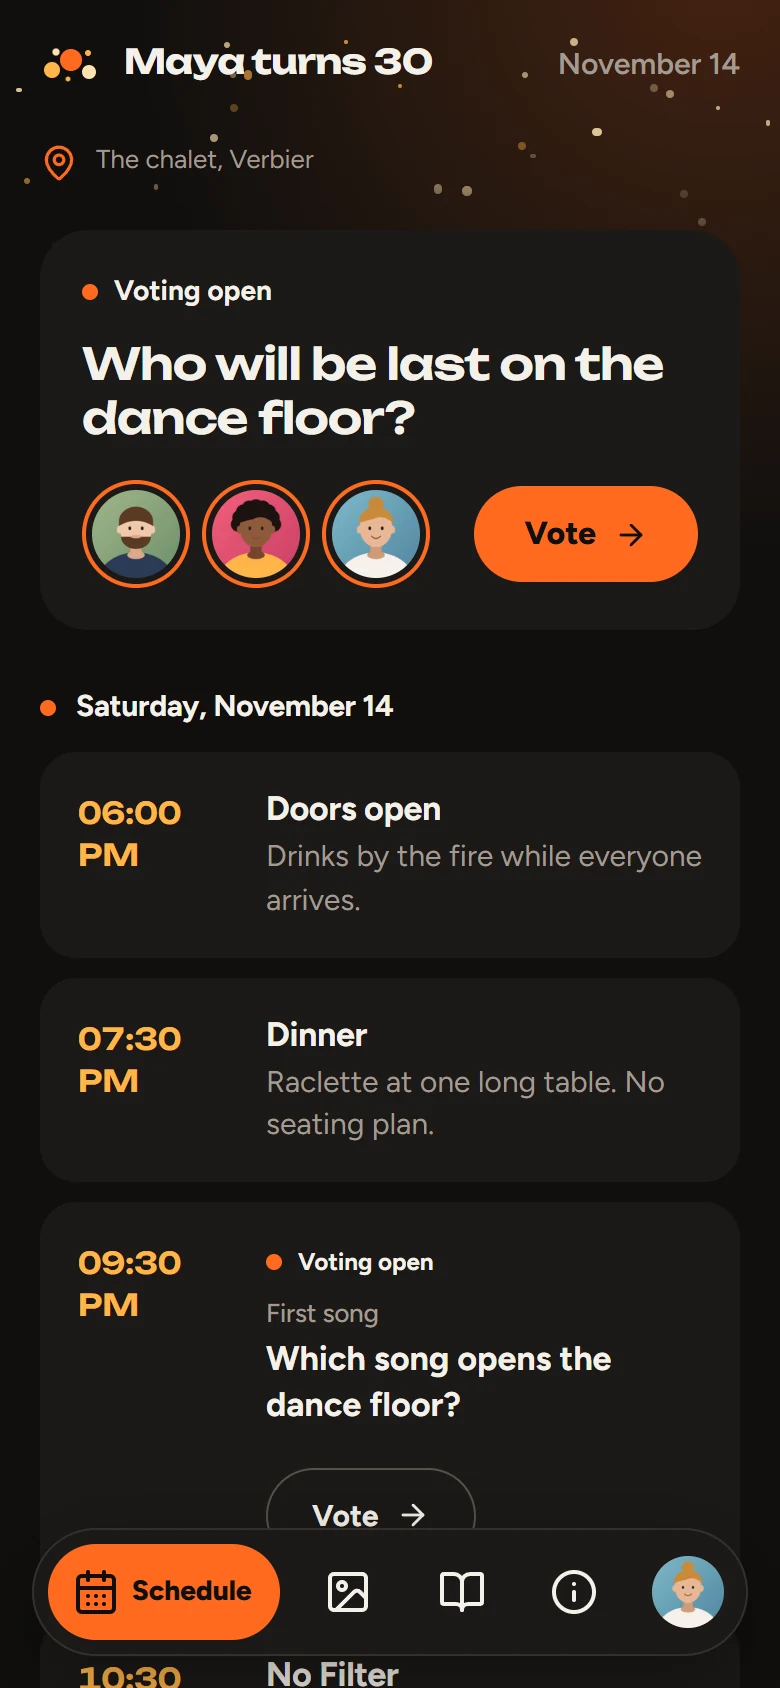 Maya turns 30
November 14
The chalet, Verbier
Voting open
Who will be last on the
dance floor?
Vote
Saturday, November 14
06:00
PM
Doors open
Drinks by the fire while everyone
arrives.
07:30
PM
Dinner
Raclette at one long table. No
seating plan.
09:30
PM
Voting open
First song
Which song opens the
dance floor?
Vote
Schedule
10:30
No Filter